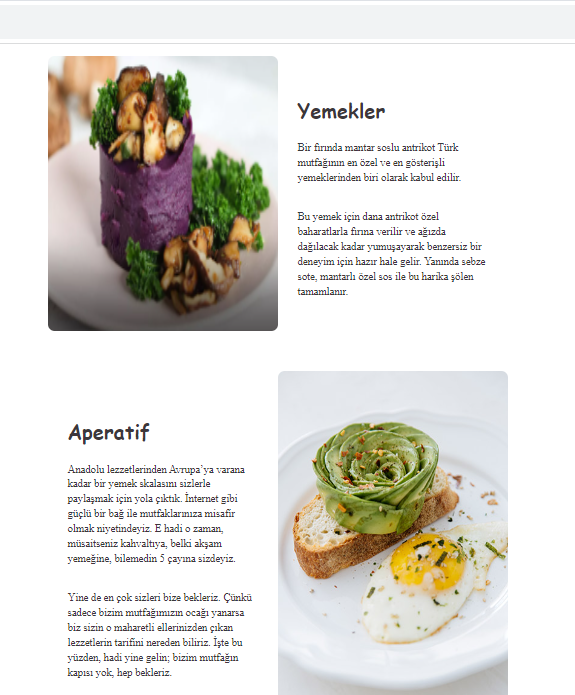 Yemekler
Bir fırında mantar soslu antrikot Türk
mutfağının en özel ve en gösterişli
yemeklerinden biri olarak kabul edilir.
Bu yemek için dana antrikot özel
baharatlarla fırına verilir ve ağızda
dağılacak kadar yumuşayarak benzersiz bir
deneyim için hazır hale gelir. Yanında sebze
sote, mantarlı özel sos ile bu harika şölen
tamamlanır.
Aperatif
Anadolu lezzetlerinden Avrupa’ya varana
kadar bir yemek skalasını sizlerle
paylaşmak için yola çıktık. İnternet gibi
güçlü bir bağ ile mutfaklarınıza misafir
olmak niyetindeyiz. E hadi o zaman,
müsaitseniz kahvaltıya, belki akşam
yemeğine, bilemedin 5 çayına sizdeyiz.
Yine de en çok sizleri bize bekleriz. Çünkü
sadece bizim mutfağımızın ocağı yanarsa
biz sizin o maharetli ellerinizden çıkan
lezzetlerin tarifini nereden biliriz. İşte bu
yüzden, hadi yine gelin; bizim mutfağın
kapısı yok, hep bekleriz.